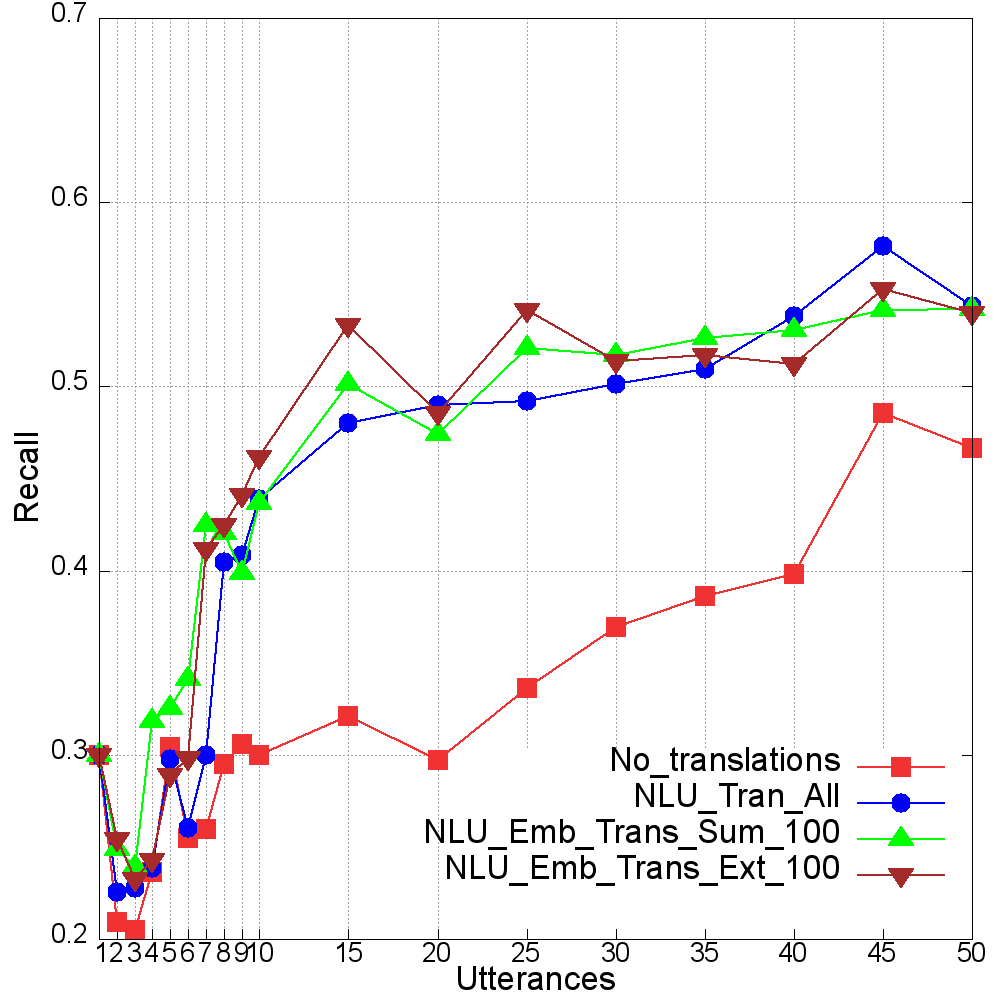 0.7
0.6
0.5
0.4
0.3
0.2
Recall
No_translations
NLU_Tran_All
NLU_Emb_Trans_Sum_100
NLU_Emb_Trans_Ext_100
1 2 3 4 5 6 7 8 9 10 15 20 25 30 35 40 45 50
Utterances